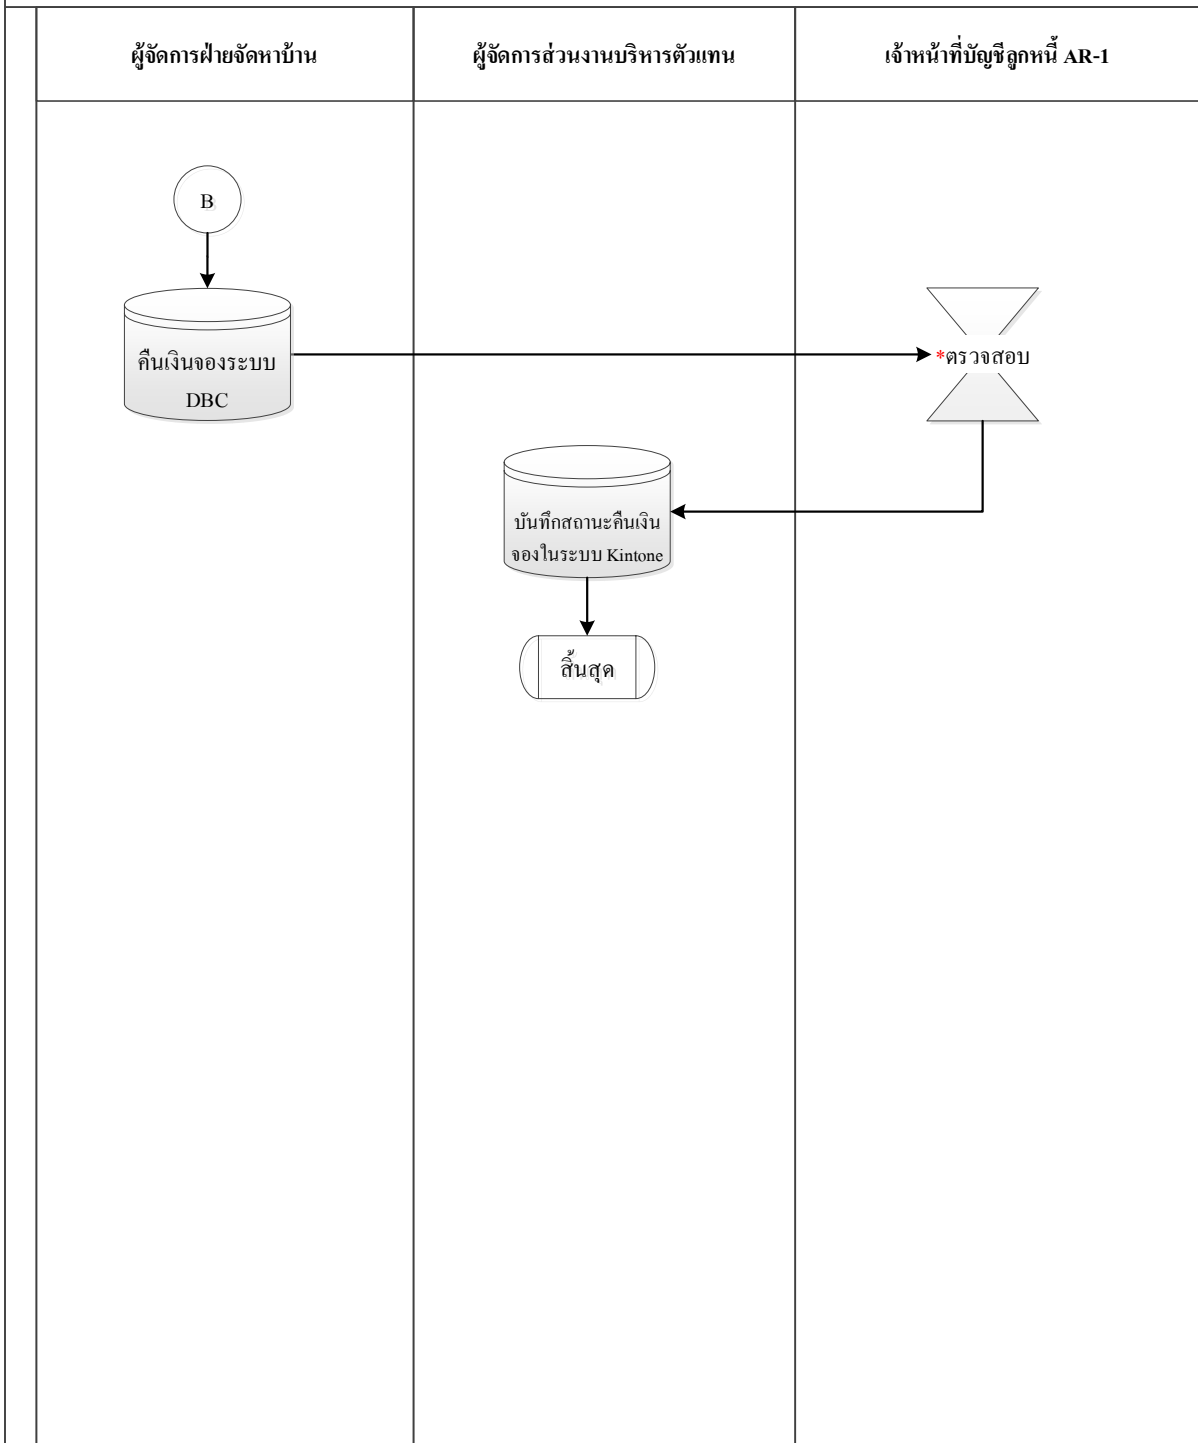 ผู้จัดการฝ่ายจัดหาบ้าน
ผู้จัดการส่วนงานบริหารตัวแทน
เจ้าหน้าที่บัญชีลูกหนี้ AR-1
B
คืนเงินจองระบบ
DBC
*ตรวจสอบ
บันทึกสถานะคืนเงิน
จองในระบบ Kintone
สิ้นสุด